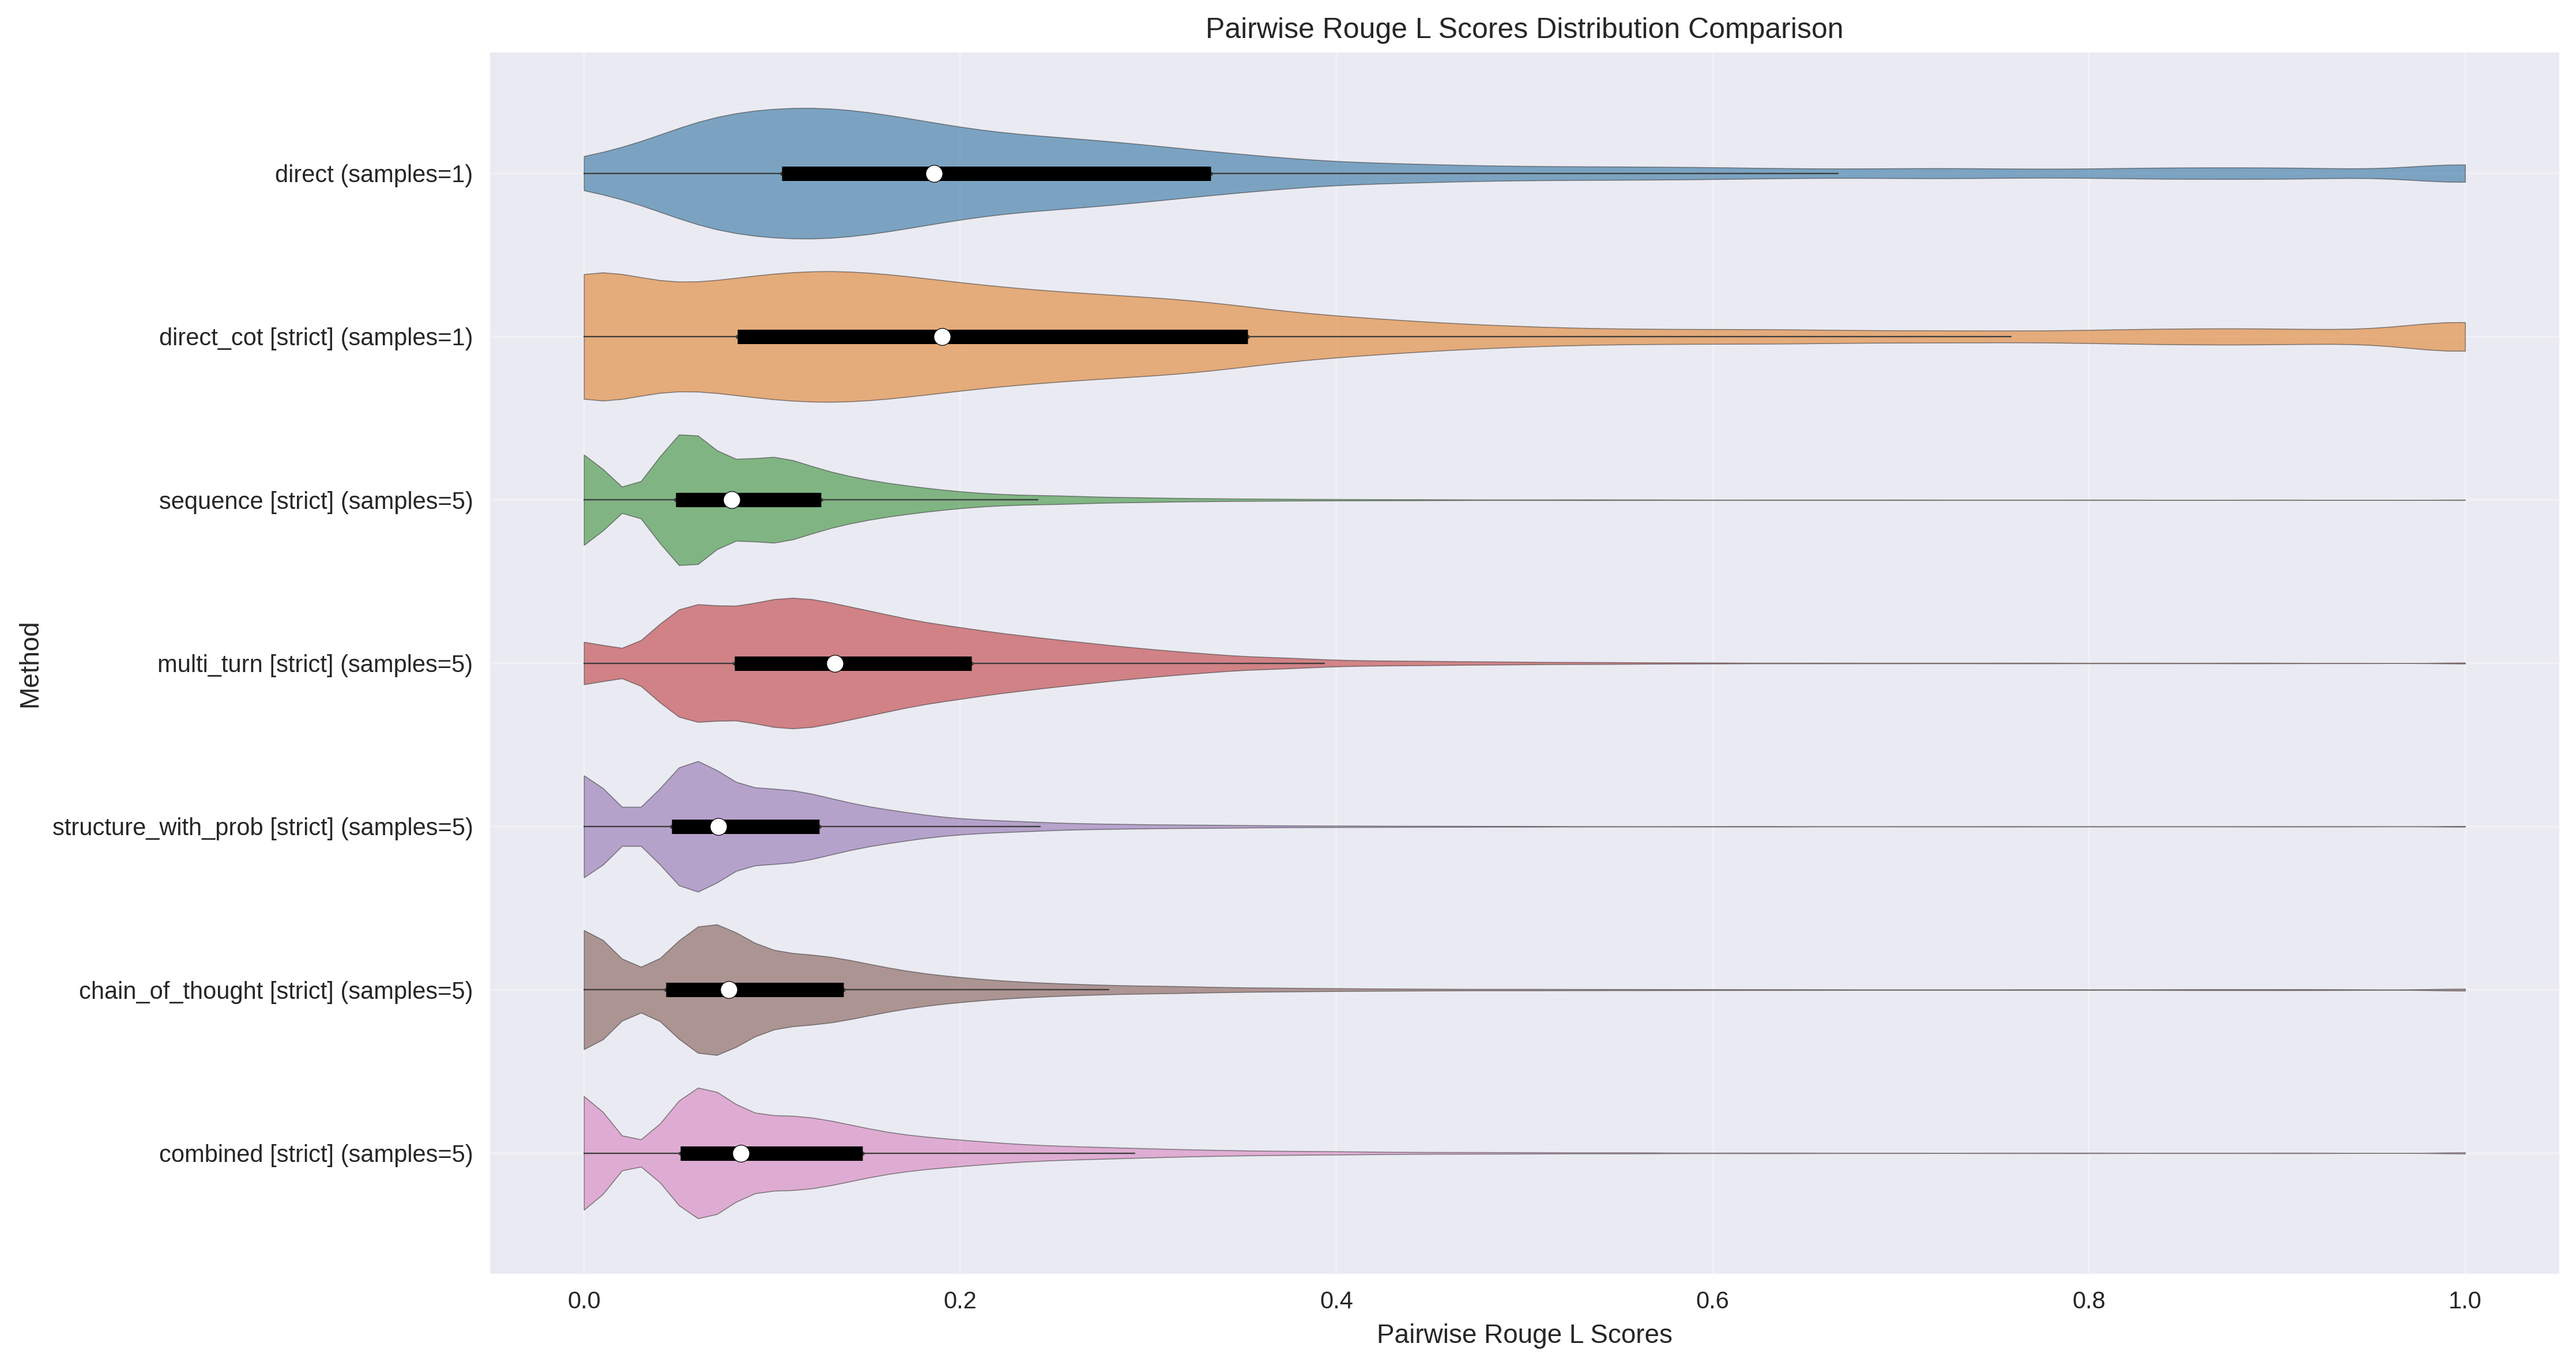 Pairwise Rouge L Scores Distribution Comparison
direct (samples=1)
direct_cot [strict] (samples=1)
sequence [strict] (samples=5)
multi_turn [strict] (samples=5)
structure_with_prob [strict] (samples=5)
chain_of_thought [strict] (samples=5)
combined [strict] (samples=5)
Method
0.0 0.2 0.4 0.6 0.8 1.0
Pairwise Rouge L Scores